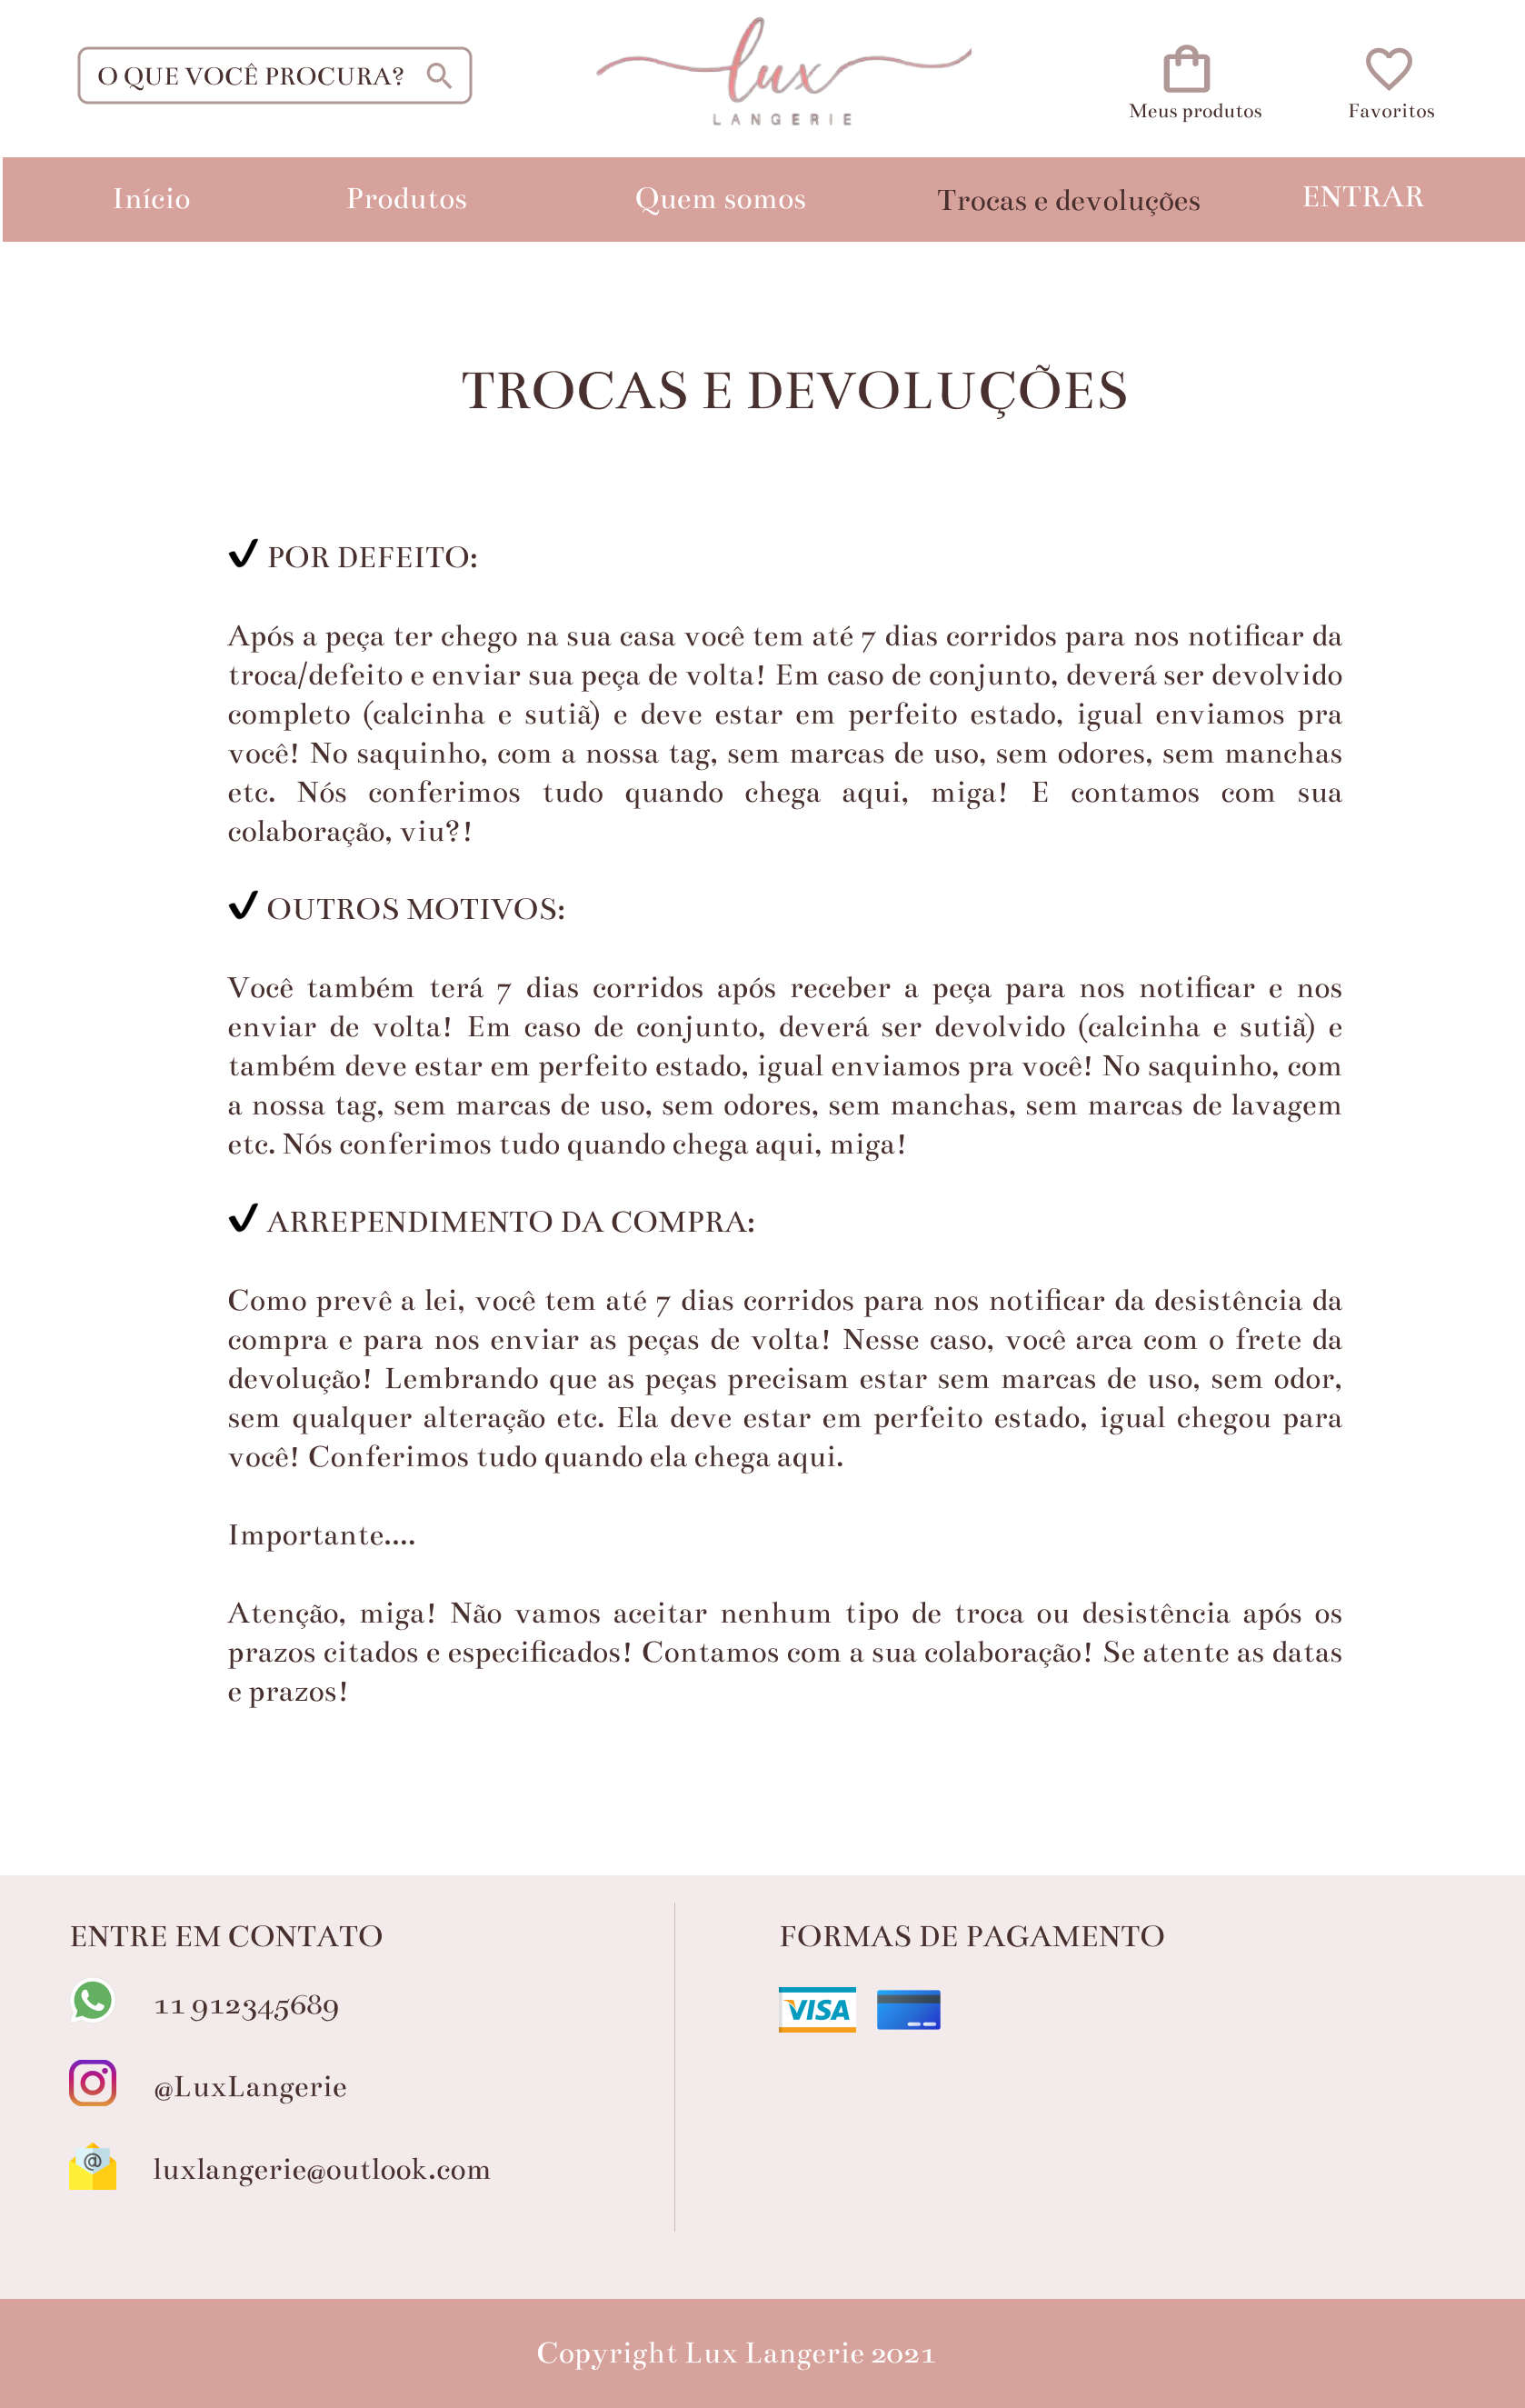 O QUE VOCÊ PROCURA?
lux
LANGERIE
Meus produtos
Favoritos
Início
Produtos
Quem somos
Trocas e devoluções
ENTRAR
TROCAS E DEVOLUÇÕES
✔ POR DEFEITO:
Após a peça ter chego na sua casa você tem até 7 dias corridos para nos notificar da
troca/defeito e enviar sua peça de volta! Em caso de conjunto, deverá ser devolvido
completo (calcinha e sutiã) e deve estar em perfeito estado, igual enviamos pra
você! No saquinho, com a nossa tag, sem marcas de uso, sem odores, sem manchas
etc. Nós conferimos tudo quando chega aqui, miga! E contamos com sua
colaboração, viu?!
✔ OUTROS MOTIVOS:
Você também terá 7 dias corridos após receber a peça para nos notificar e nos
enviar de volta! Em caso de conjunto, deverá ser devolvido (calcinha e sutiã) e
também deve estar em perfeito estado, igual enviamos pra você! No saquinho, com
a nossa tag, sem marcas de uso, sem odores, sem manchas, sem marcas de lavagem
etc. Nós conferimos tudo quando chega aqui, miga!
✔ ARREPENDIMENTO DA COMPRA:
Como prevê a lei, você tem até 7 dias corridos para nos notificar da desistência da
compra e para nos enviar as peças de volta! Nesse caso, você arca com o frete da
devolução! Lembrando que as peças precisam estar sem marcas de uso, sem odor,
sem qualquer alteração etc. Ela deve estar em perfeito estado, igual chegou para
você! Conferimos tudo quando ela chega aqui.
Importante....
Atenção, miga! Não vamos aceitar nenhum tipo de troca ou desistência após os
prazos citados e especificados! Contamos com a sua colaboração! Se atente as datas
e prazos!
ENTRE EM CONTATO
11 912345689
@LuxLangerie
@
luxlangerie@outlook.com
FORMAS DE PAGAMENTO
VISA
Copyright Lux Langerie 2021